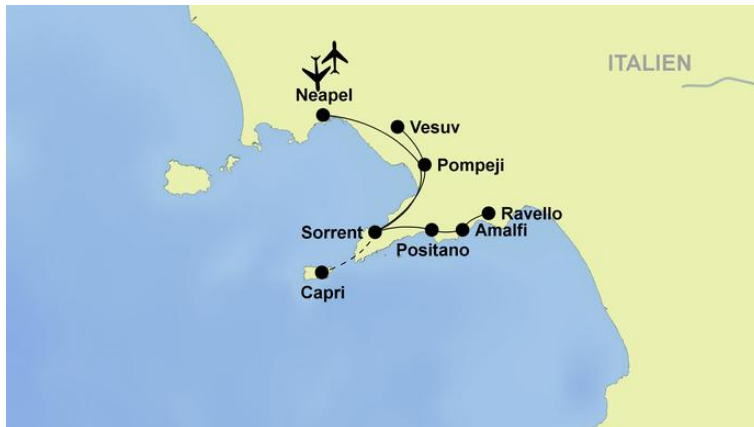 ITALIEN
Neapel
Vesuv
Pompeji
Ravello
Sorrent
Amalfi
Positano
Capri